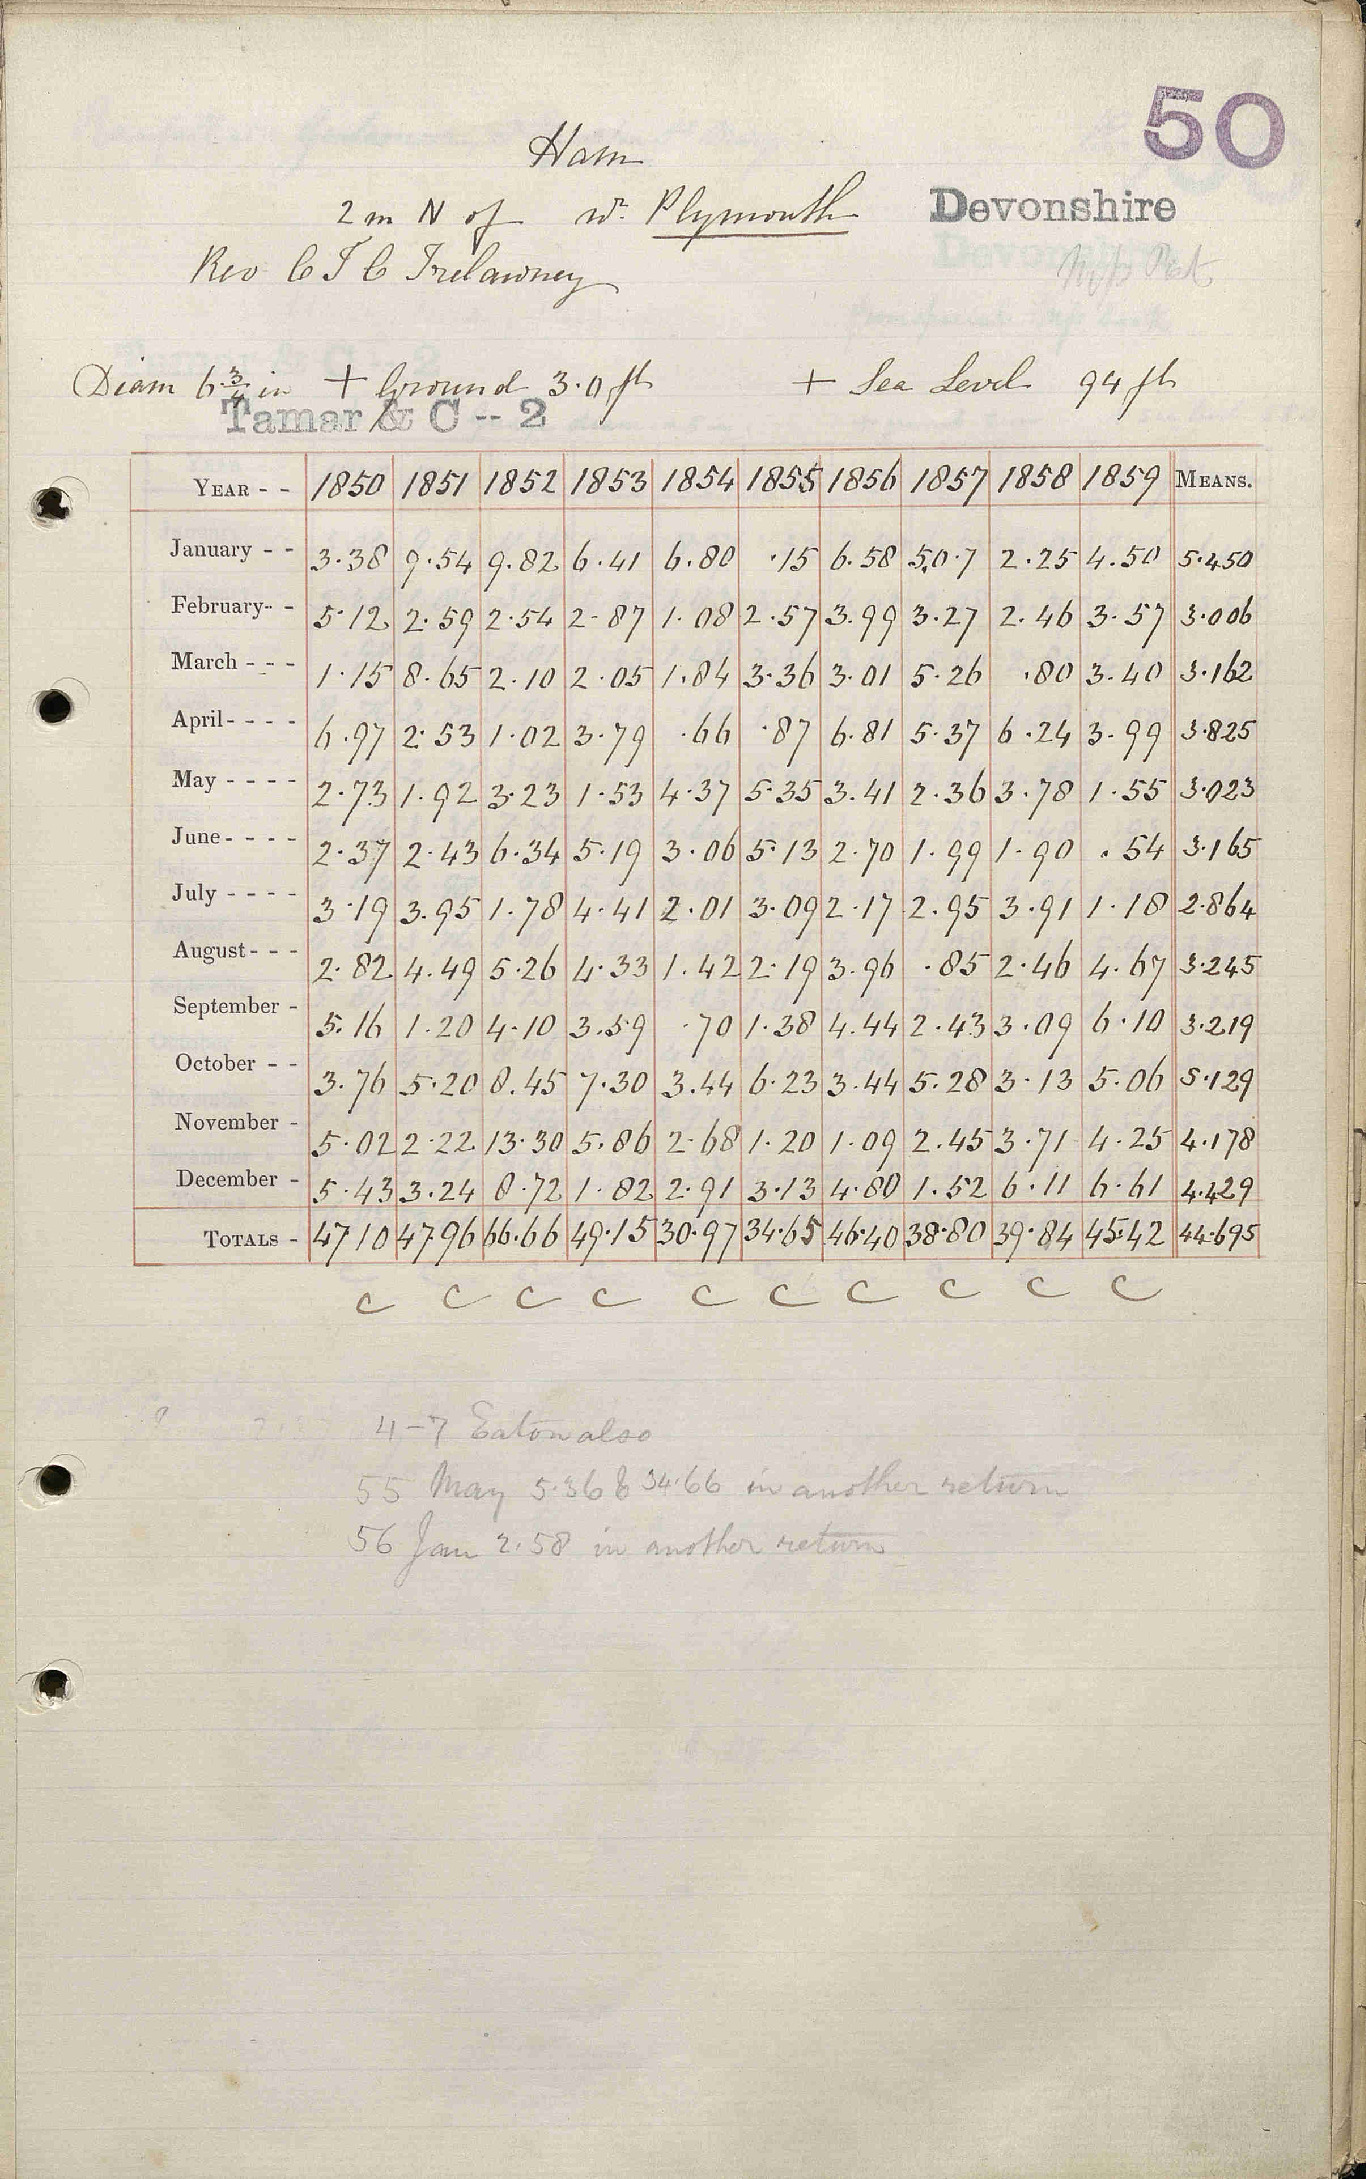 50
Ham
2 m N of w. Plymouth Devonshire
Rev C T C Trelawney
Diam 6 3/4 in + Ground 3.0 ft + Sea Level 94 ft
Tamar &C -- 2
YEAR - - 1850 1851 1852 1853 1854 1855 1856 1857 1858 1859 MEANS.
January - - 3.38 9.54 9.82 6.41 6.80 .15 6.58 5.0.7 2.25 4.50 5.450
February- - 5.12 2.59 2.54 2.87 1.08 2.57 3.99 3.27 2.46 3.57 3.006
March - - - 1.15 8.65 2.10 2.05 1.84 3.36 3.01 5.26 .80 3.40 3.162
April- - - - 6.97 2.53 1.02 3.79 .66 .87 6.81 5.37 6.24 3.99 3.825
May - - - - 2.73 1.92 3.23 1.53 4.37 5.35 3.41 2.36 3.78 1.55 3.023
June- - - - 2.37 2.43 6.34 5.19 3.06 5.13 2.70 1.99 1.90 .54 3.165
July - - - - 3.19 3.95 1.78 4.41 2.01 3.09 2.17 2.95 3.91 1.18 2.864
August- - - 2.82 4.49 5.26 4.33 1.42 2.19 3.96 .85 2.46 4.67 3.245
September - 5.16 1.20 4.10 3.59 .70 1.38 4.44 2.43 3.09 6.10 3.219
October - - 3.76 5.20 8.45 7.30 3.44 6.23 3.44 5.28 3.13 5.06 5.129
November - 5.02 2.22 13.30 5.86 2.68 1.20 1.09 2.45 3.71 4.25 4.178
December - 5.43 3.24 8.72 1.82 2.91 3.13 4.80 1.52 6.11 6.61 4.429
TOTALS - 47.10 47.96 66.66 49.15 30.97 34.65 46.40 38.80 39.84 45.42 44.695
C C C C C C C C C C
4-7 Eaton also
55 May 5.36 & 34.66 in another return
56 Jan 2.58 in another return